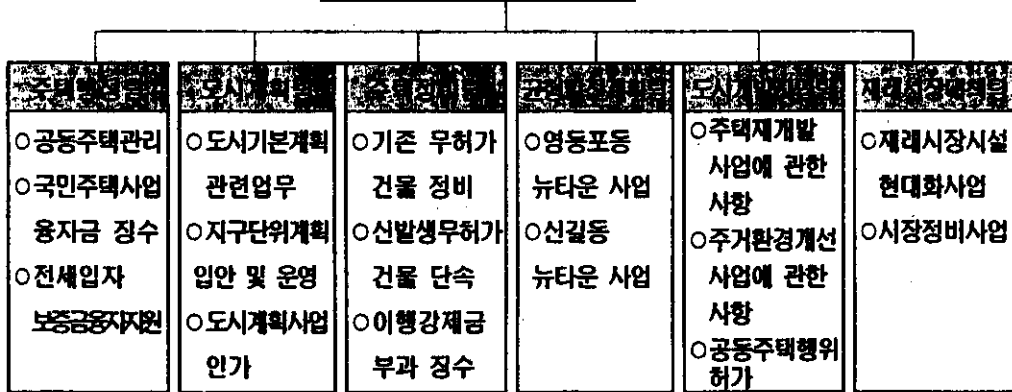 ○공동주택관리
○국민주택사업
융자금 징수
○전세입자
보증금융자지원
○도시기본계획
관련업무
○지구단위계획
입안 및 운영
○도시계획사업
인가
○기존 무허가
건물 정비
○신발생무허가
건물 단속
○이행강제금
부과 징수
○영등포동
뉴타운 사업
○신길동
뉴타운 사업
○주택재개발
사업에 관한
사항
○주거환경개선
사업에 관한
사항
○공동주택행위
허가
○재래시장시설
현대화사업
○시장정비사업